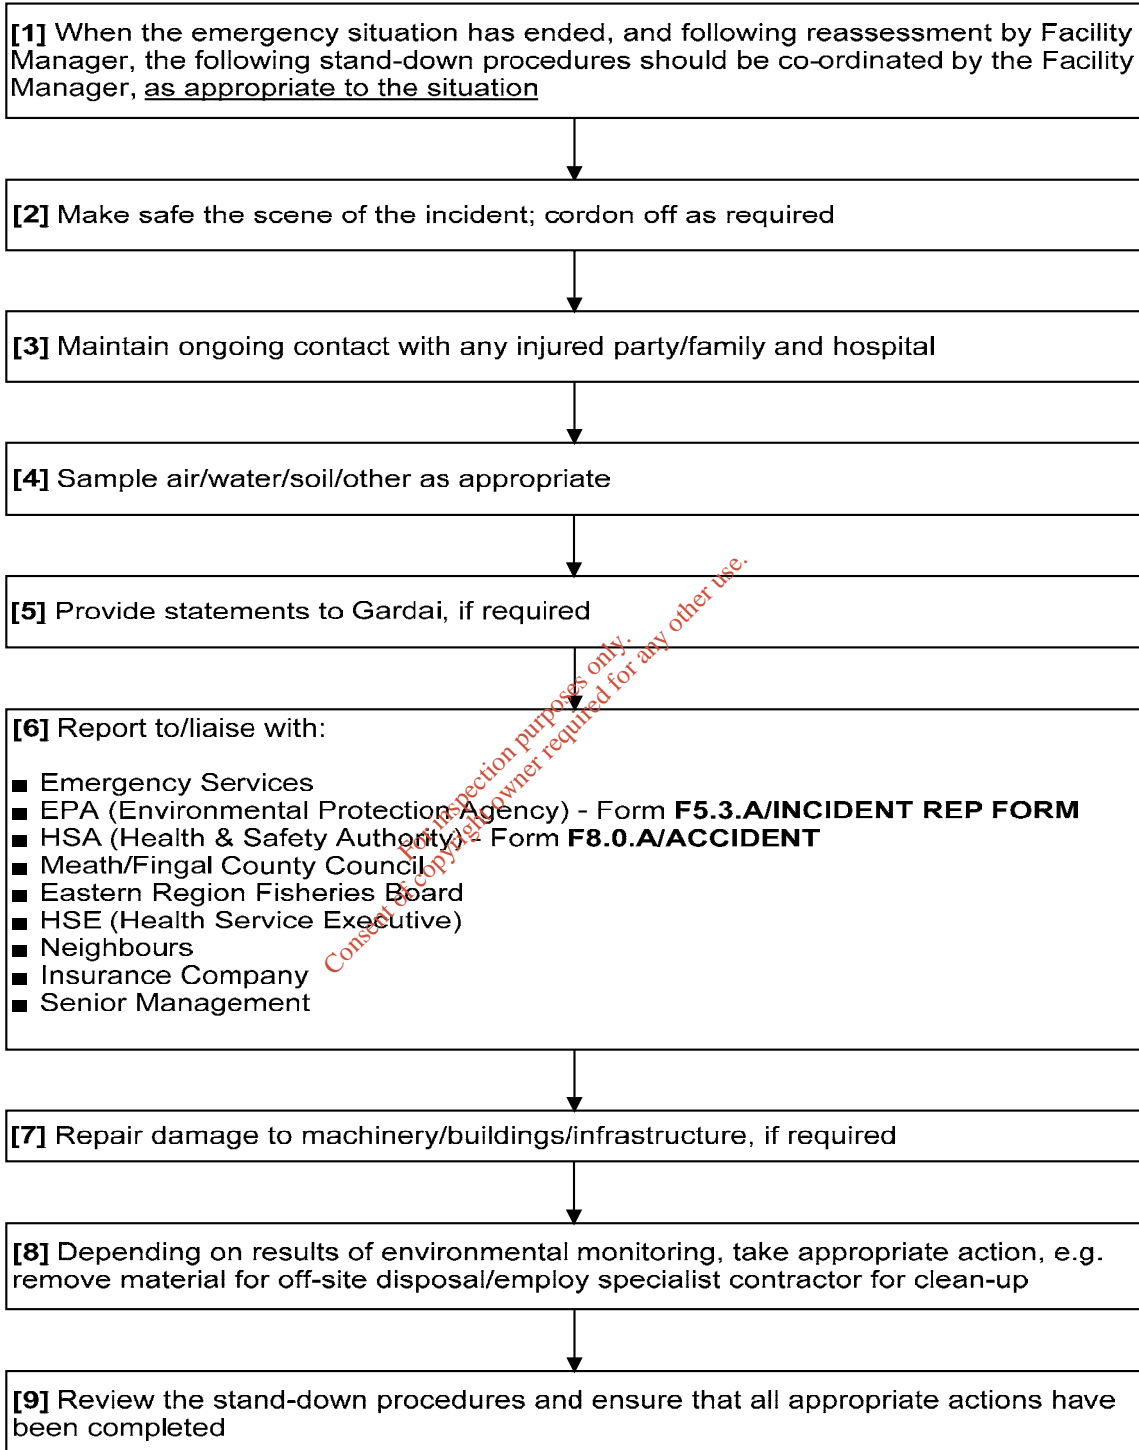 [1] When the emergency situation has ended, and following reassessment by Facility
Manager, the following stand-down procedures should be co-ordinated by the Facility
Manager, as appropriate to the situation
[2] Make safe the scene of the incident; cordon off as required
[3] Maintain ongoing contact with any injured party/family and hospital
[4] Sample air/water/soil/other as appropriate
[5] Provide statements to Gardai, if required
[6] Report to/liaise with:
■ Emergency Services
■ EPA (Environmental Protection Agency) - Form F5.3.A/INCIDENT REP FORM
■ HSA (Health & Safety Authority) - Form F8.0.A/ACCIDENT
■ Meath/Fingal County Council
■ Eastern Region Fisheries Board
■ HSE (Health Service Executive)
■ Neighbours
■ Insurance Company
■ Senior Management
[7] Repair damage to machinery/buildings/infrastructure, if required
[8] Depending on results of environmental monitoring, take appropriate action, e.g.
remove material for off-site disposal/employ specialist contractor for clean-up
[9] Review the stand-down procedures and ensure that all appropriate actions have
been completed
For inspection purposes only.
Consent of copyright owner required for any other use.